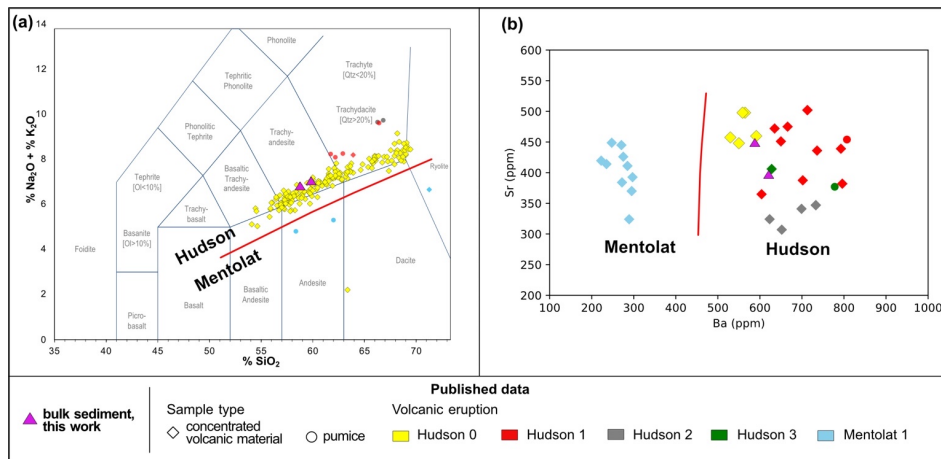 (a)
14
12
10
8
6
4
2
0
% Na2O + % K2O
35
40
45
50
55
60
65
70
% SiO2
Foidite
Picro-
basalt
Basanite
[Ol>10%]
Tephrite
[Ol<10%]
Phonolitic
Tephrite
Tephritic
Phonolite
Phonolite
Trachyte
[Qtz<20%]
Trachydacite
[Qtz>20%]
Trachy-
andesite
Basaltic
Trachy-
andesite
Trachy-
basalt
Basalt
Basaltic
Andesite
Andesite
Dacite
Ryolite
Hudson
Mentolat
(b)
600
550
500
450
400
350
300
250
200
Sr (ppm)
100
200
300
400
500
600
700
800
900
1000
Ba (ppm)
Mentolat
Hudson
bulk sediment,
this work
Published data
Sample type
concentrated
volcanic material
pumice
Volcanic eruption
Hudson 0
Hudson 1
Hudson 2
Hudson 3
Mentolat 1